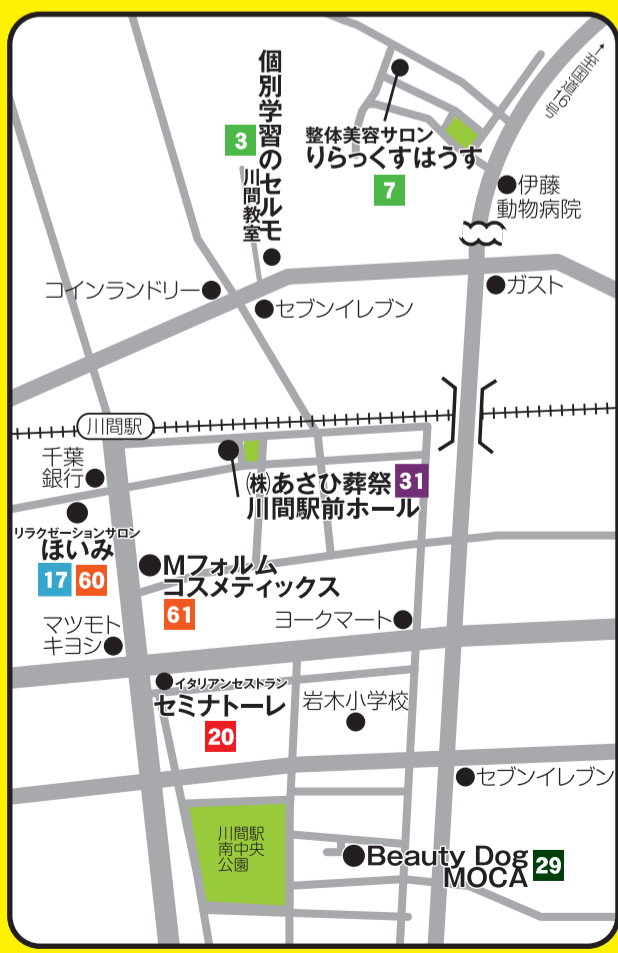 →至国道16号
個別学習のセルモ
川間教室
3
整体美容サロン
りらっくすはうす
7
伊藤
動物病院
コインランドリー
セブンイレブン
ガスト
川間駅
千葉
銀行
㈱あさひ葬祭 31
川間駅前ホール
リラクゼーションサロン
ほいみ
17 60
Mフォルム
コスメティックス
61
マツモト
キヨシ
ヨークマート
イタリアンセストラン
セミナトーレ
20
岩木小学校
セブンイレブン
川間駅
南中央
公園
Beauty Dog
MOCA
29